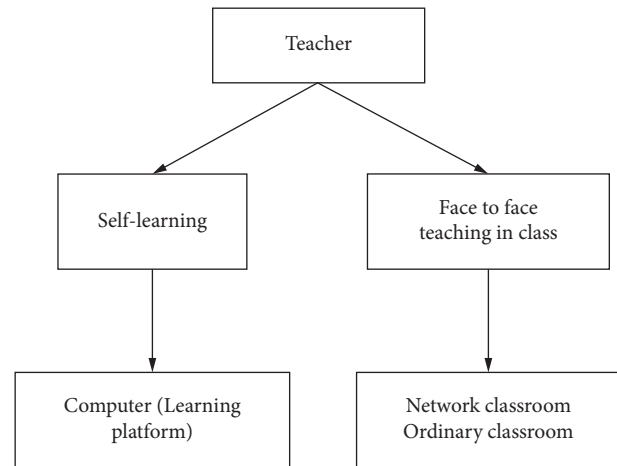 Teacher
Self-learning
Face to face
teaching in class
Computer (Learning
platform)
Network classroom
Ordinary classroom